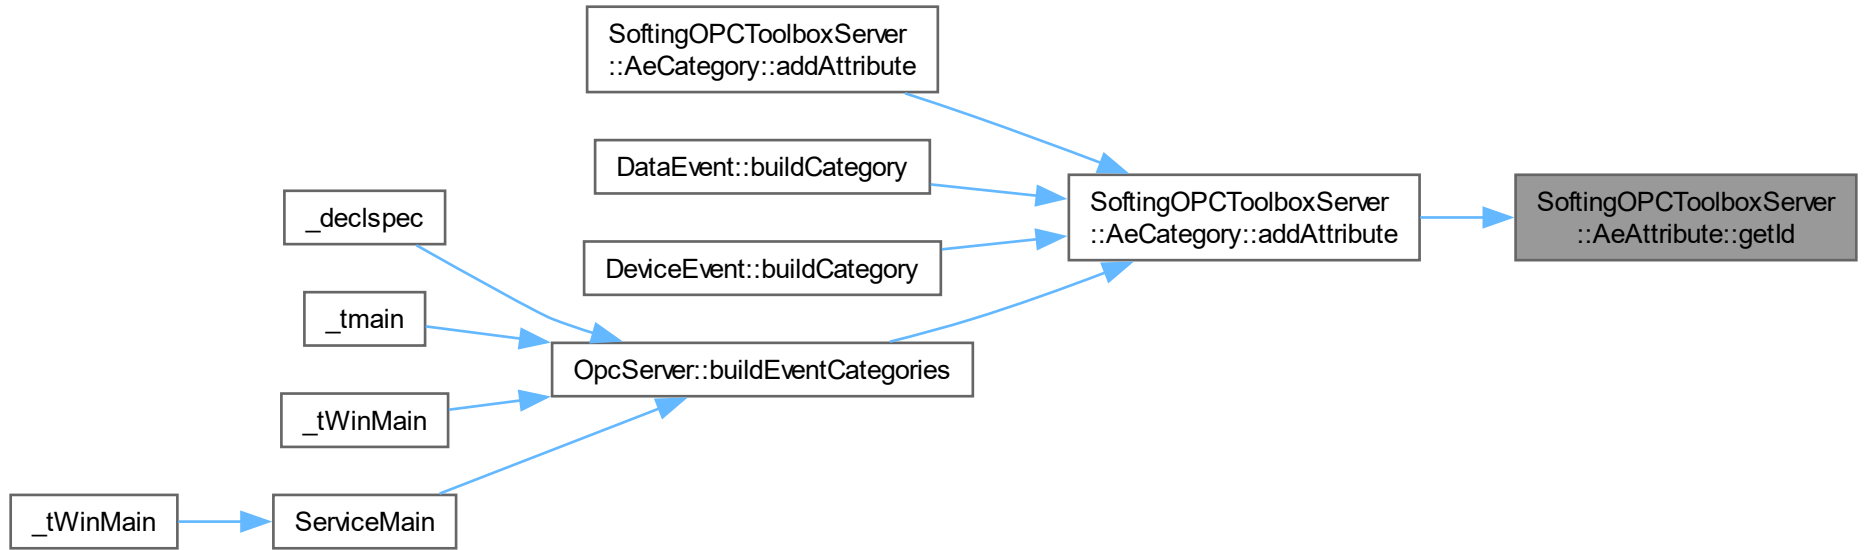 SoftingOPCToolboxServer
::AeCategory::addAttribute
DataEvent::buildCategory
SoftingOPCToolboxServer
::AeCategory::addAttribute
SoftingOPCToolboxServer
::AeAttribute::getId
_declspec
DeviceEvent::buildCategory
_tmain
OpcServer::buildEventCategories
_tWinMain
_tWinMain
ServiceMain